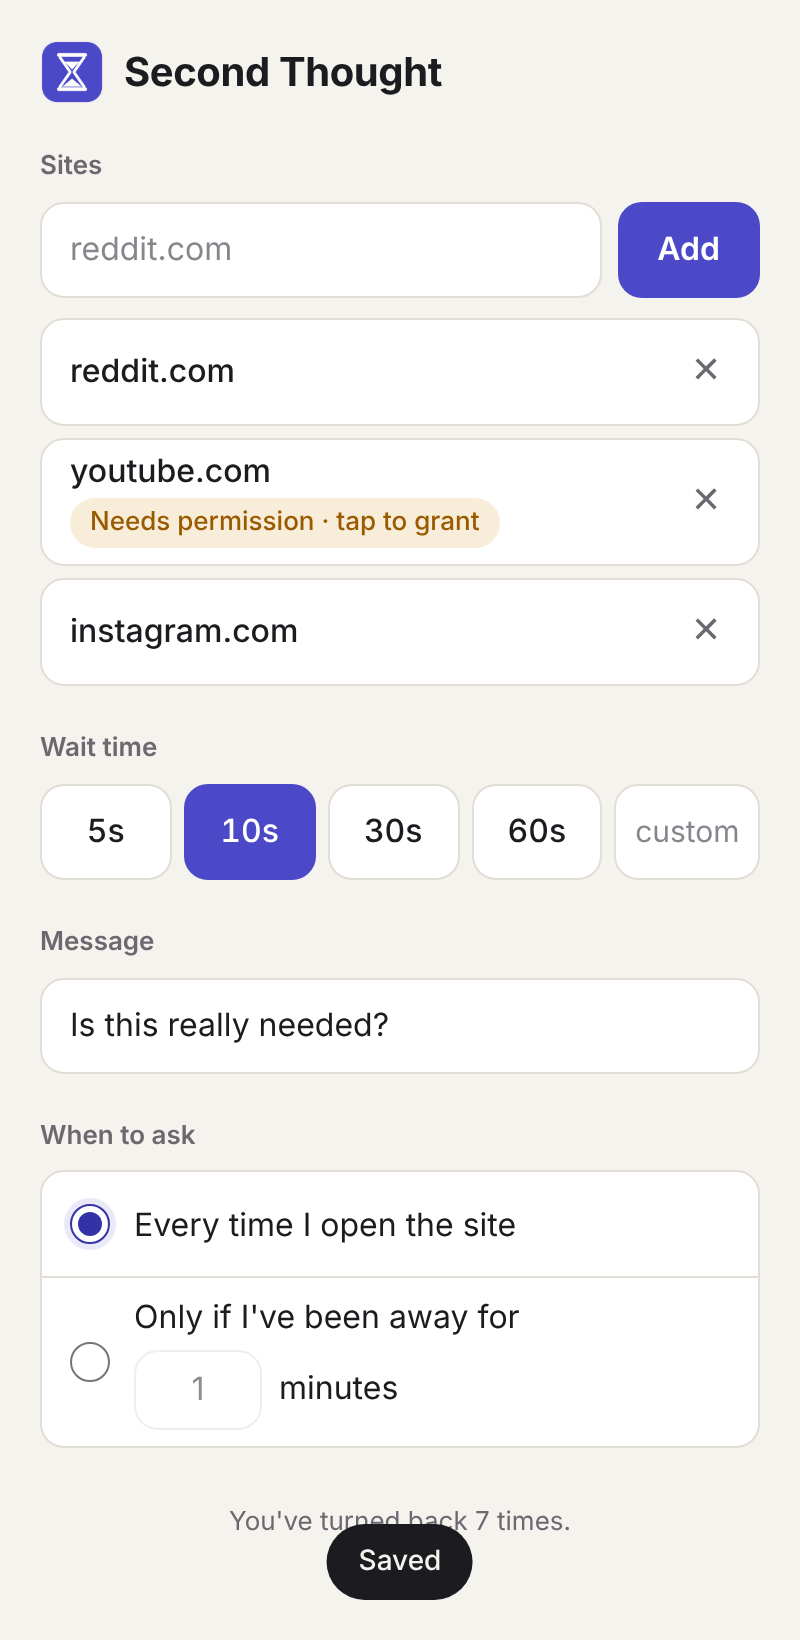 Second Thought
Sites
reddit.com
Add
reddit.com
youtube.com
Needs permission · tap to grant
instagram.com
Wait time
5s
10s
30s
60s
custom
Message
Is this really needed?
When to ask
Every time I open the site
Only if I've been away for
1 minutes
You've turned back 7 times.
Saved